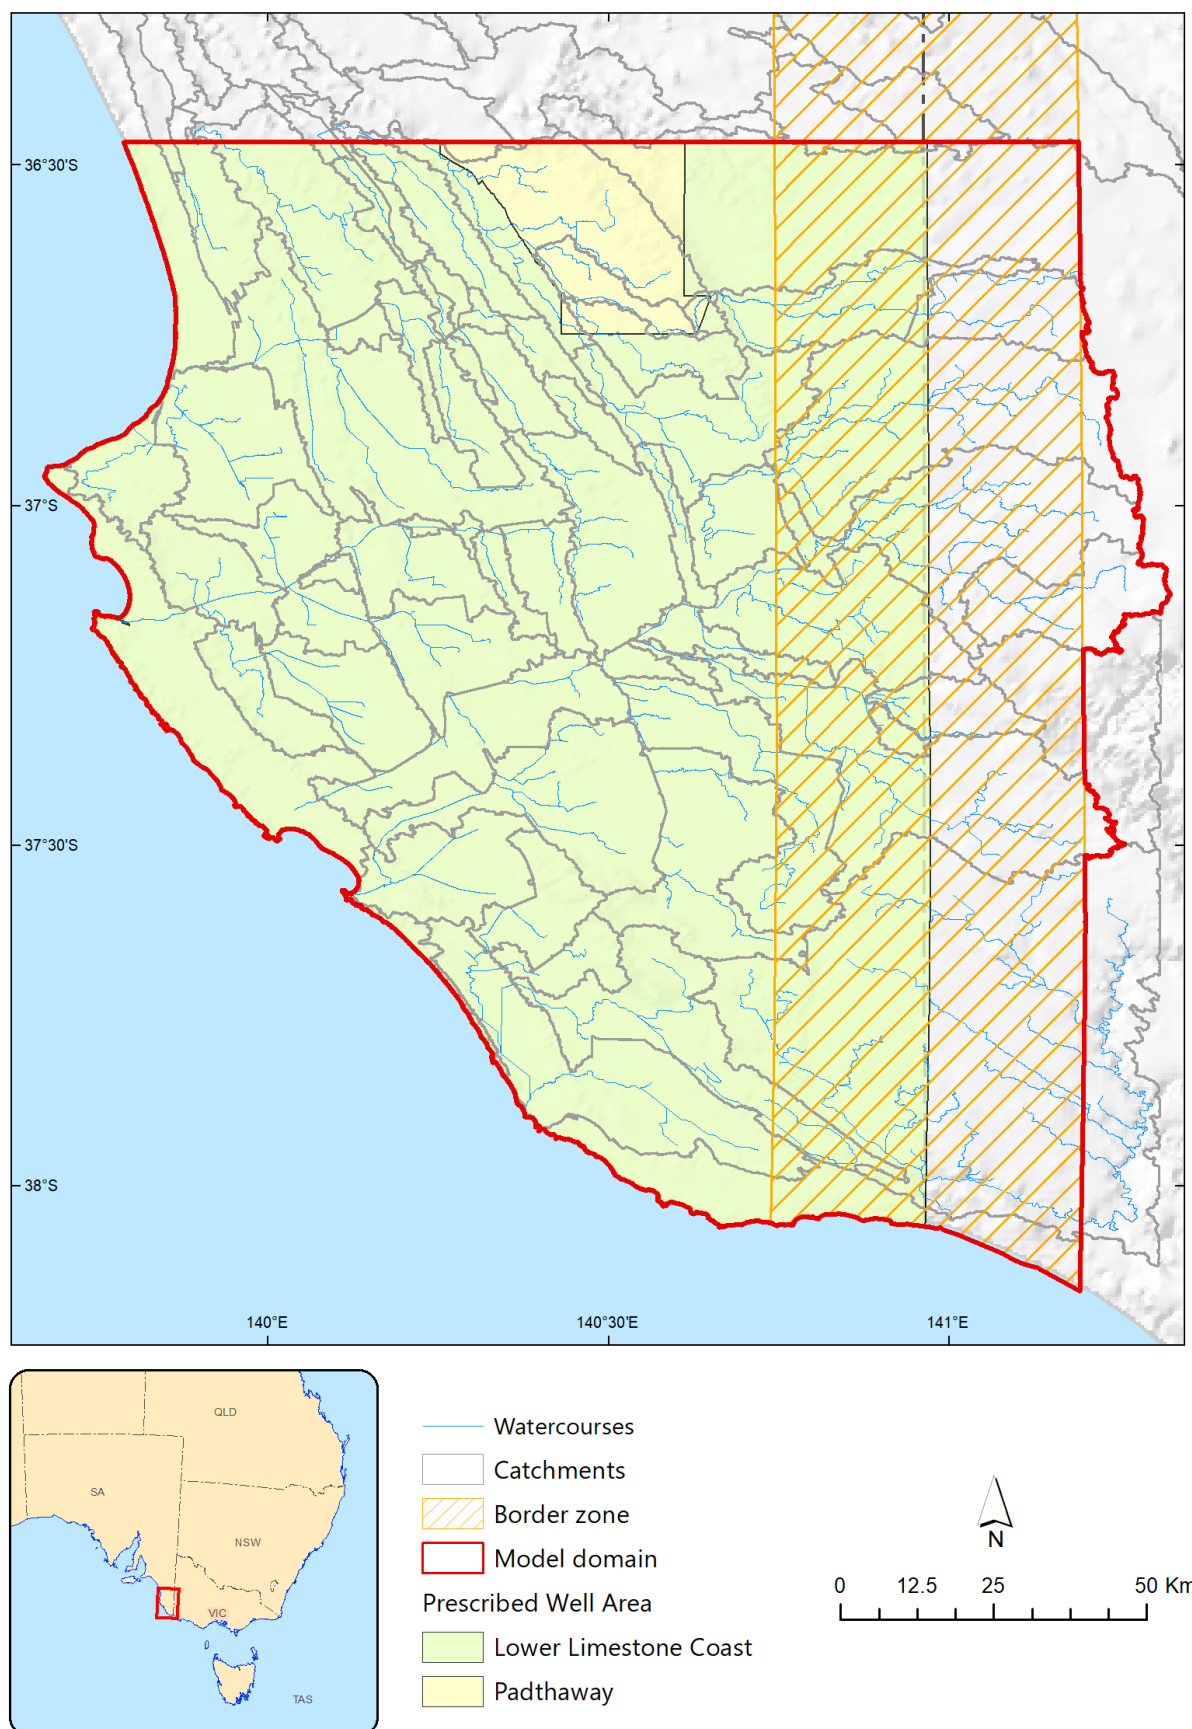 36°30'S
37°S
37°30'S
38°S
140°E
140°30'E
141°E
QLD
SA
NSW
VIC
TAS
Watercourses
Catchments
Border zone
Model domain
Prescribed Well Area
Lower Limestone Coast
Padthaway
N
0 12.5 25 50 Km